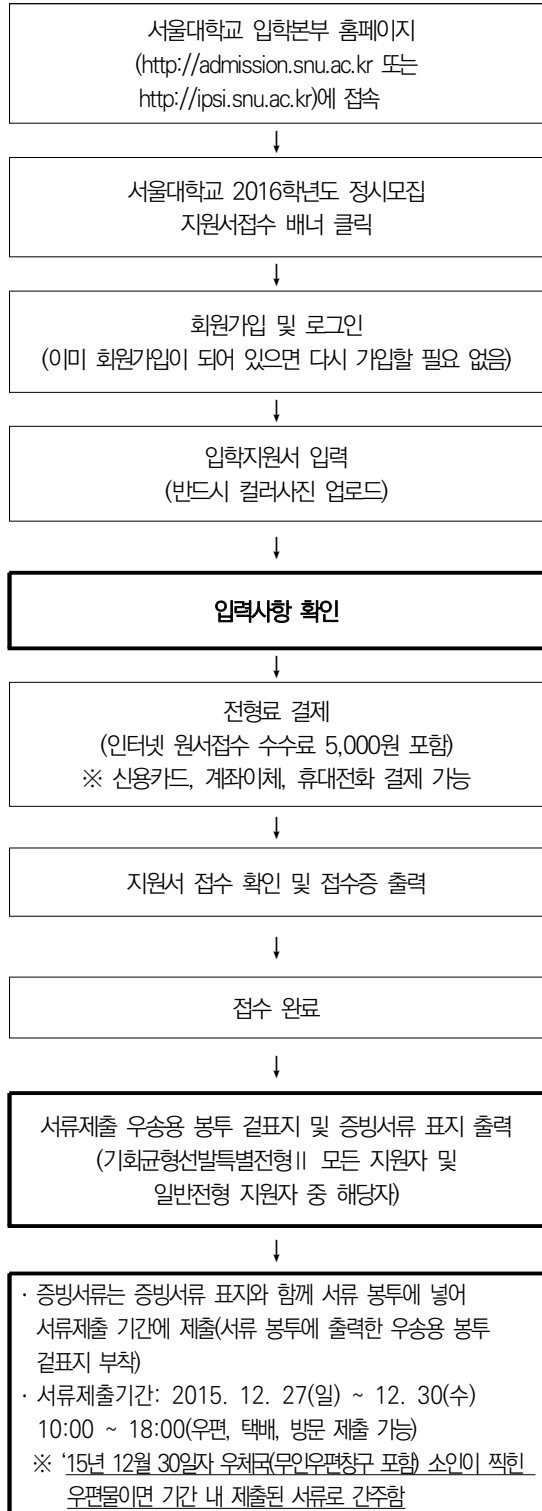 서울대학교 입학본부 홈페이지
(http://admission.snu.ac.kr 또는
http://ipsi.snu.ac.kr)에 접속
↓
서울대학교 2016학년도 정시모집
지원서접수 배너 클릭
↓
회원가입 및 로그인
(이미 회원가입이 되어 있으면 다시 가입할 필요 없음)
↓
입학지원서 입력
(반드시 컬러사진 업로드)
↓
입력사항 확인
↓
전형료 결제
(인터넷 원서접수 수수료 5,000원 포함)
※ 신용카드, 계좌이체, 휴대전화 결제 가능
↓
지원서 접수 확인 및 접수증 출력
↓
접수 완료
↓
서류제출 우송용 봉투 겉표지 및 증빙서류 표지 출력
(기회균형선발특별전형Ⅱ 모든 지원자 및
일반전형 지원자 중 해당자)
↓
· 증빙서류는 증빙서류 표지와 함께 서류 봉투에 넣어
서류제출 기간에 제출(서류 봉투에 출력한 우송용 봉투
겉표지 부착)
· 서류제출기간: 2015. 12. 27(일) ~ 12. 30(수)
10:00 ~ 18:00(우편, 택배, 방문 제출 가능)
※ ‘15년 12월 30일자 우체국(무인우편창구 포함) 소인이 찍힌
우편물이면 기간 내 제출된 서류로 간주함